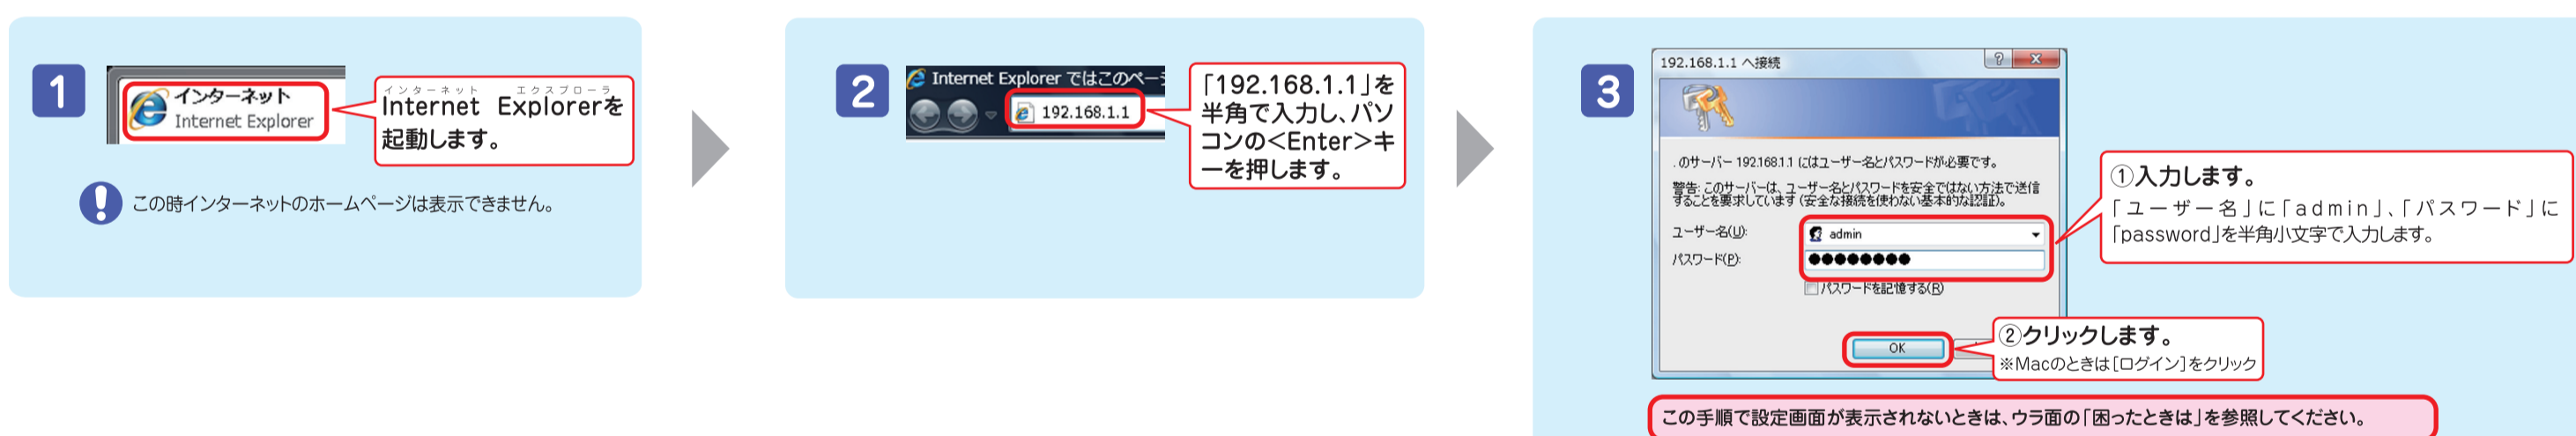 1
インターネット
Internet Explorer
インターネット エクスプローラ
Internet Explorerを
起動します。
この時インターネットのホームページは表示できません。
2
Internet Explorer ではこのペー
192.168.1.1
「192.168.1.1」を
半角で入力し、パソ
コンの<Enter>キ
ーを押します。
3
192.168.1.1 へ接続
. のサーバー 192.168.1.1 にはユーザー名とパスワードが必要です。
警告: このサーバーは、ユーザー名とパスワードを安全ではない方法で送信
することを要求しています (安全な接続を使わない基本的な認証)。
ユーザー名(U):
admin
パスワード(P):
●●●●●●●●
パスワードを記憶する(R)
OK
①入力します。
「ユーザー名」に「admin」、「パスワード」に
「password」を半角小文字で入力します。
②クリックします。
※Macのときは[ログイン]をクリック
この手順で設定画面が表示されないときは、ウラ面の「困ったときは」を参照してください。